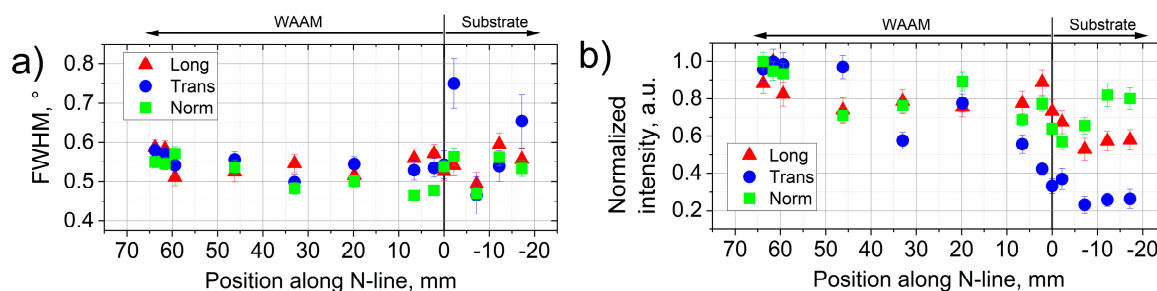 a)
WAAM
Substrate
FWHM, °
0.8
0.7
0.6
0.5
0.4
Long
Trans
Norm
70 60 50 40 30 20 10 0 -10 -20
Position along N-line, mm
b)
WAAM
Substrate
Normalized
intensity, a.u.
1.0
0.8
0.6
0.4
0.2
Long
Trans
Norm
70 60 50 40 30 20 10 0 -10 -20
Position along N-line, mm